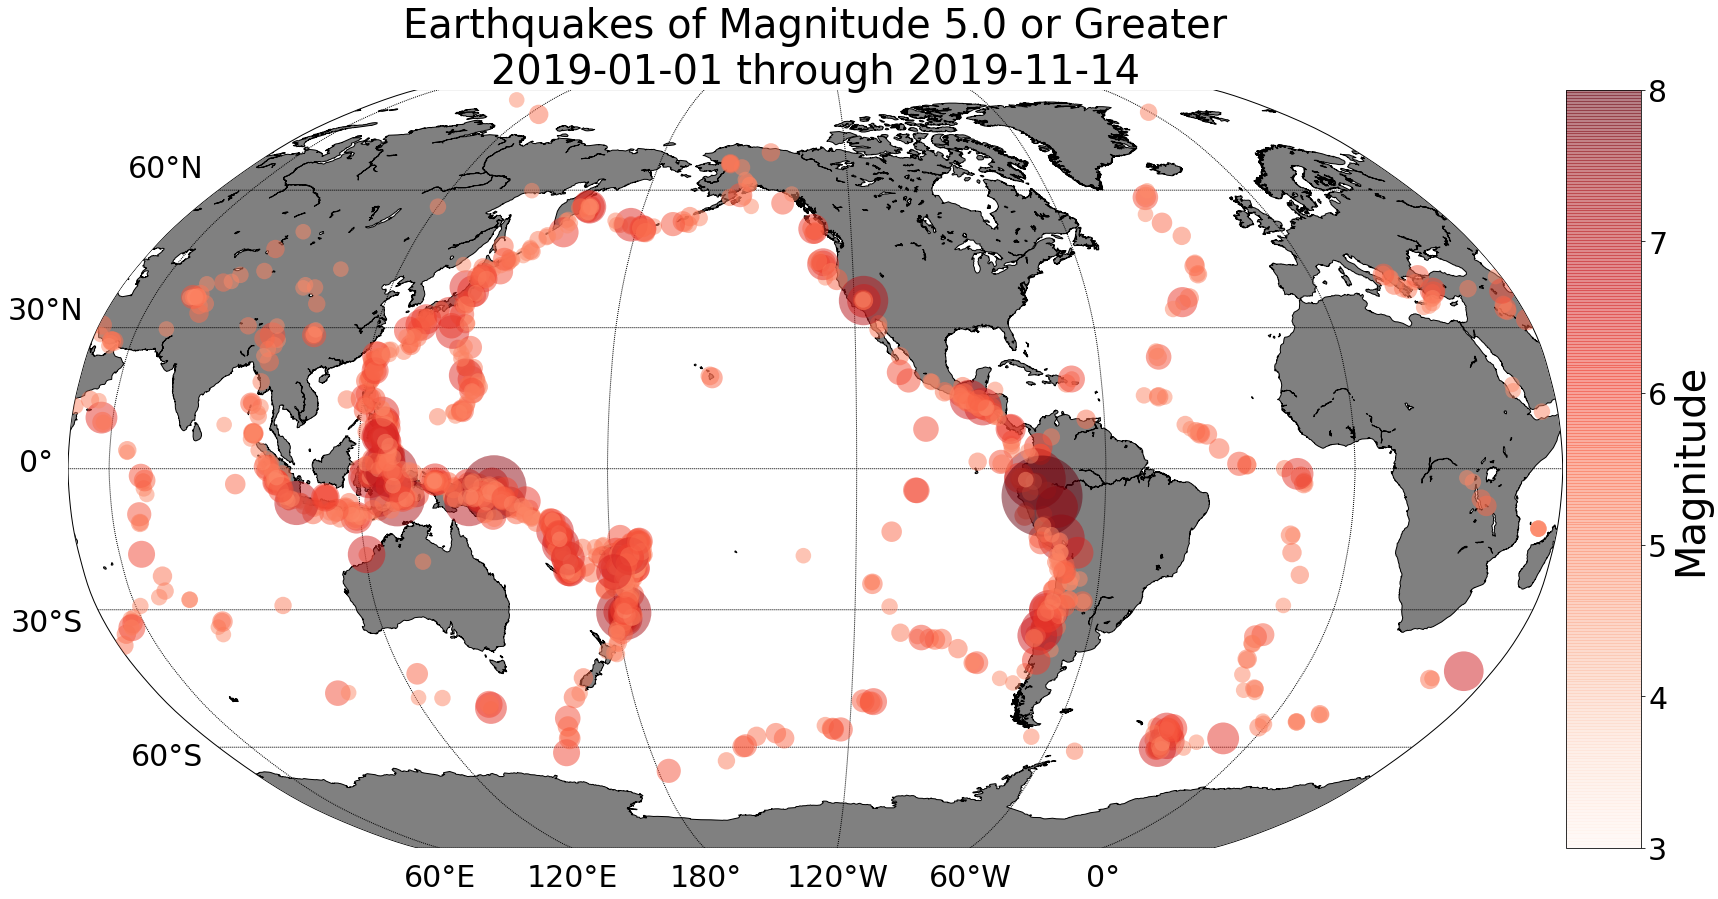 Earthquakes of Magnitude 5.0 or Greater
2019-01-01 through 2019-11-14
60°N
30°N
0°
30°S
60°S
60°E
120°E
180°
120°W
60°W
0°
8
7
6
5
4
3
Magnitude